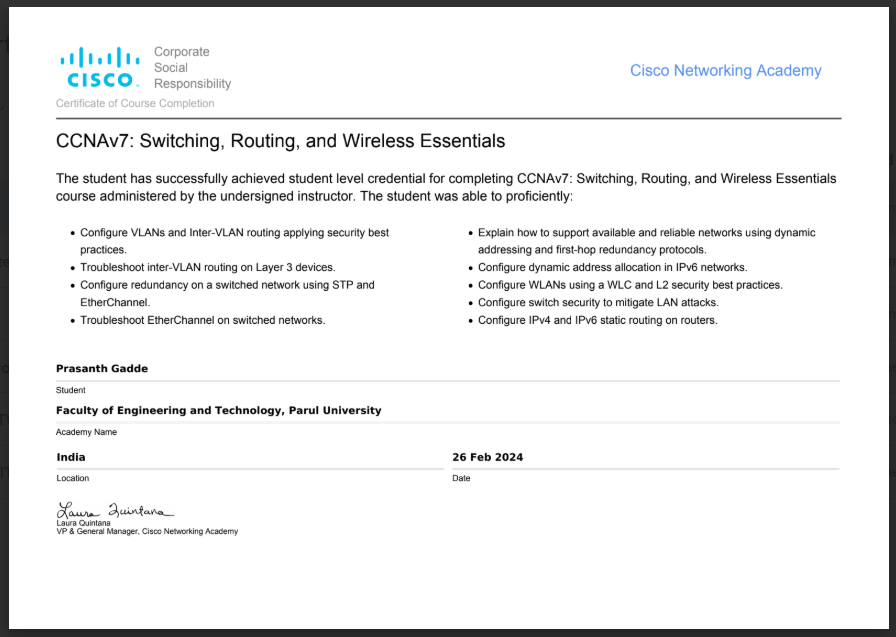 CISCO
Corporate
Social
Responsibility
Cisco Networking Academy
Certificate of Course Completion
CCNAv7: Switching, Routing, and Wireless Essentials
The student has successfully achieved student level credential for completing CCNAv7: Switching, Routing, and Wireless Essentials
course administered by the undersigned instructor. The student was able to proficiently:
• Configure VLANs and Inter-VLAN routing applying security best
practices.
• Troubleshoot inter-VLAN routing on Layer 3 devices.
• Configure redundancy on a switched network using STP and
EtherChannel.
• Troubleshoot EtherChannel on switched networks.
• Explain how to support available and reliable networks using dynamic
addressing and first-hop redundancy protocols.
• Configure dynamic address allocation in IPv6 networks.
• Configure WLANs using a WLC and L2 security best practices.
• Configure switch security to mitigate LAN attacks.
• Configure IPv4 and IPv6 static routing on routers.
Prasanth Gadde
Student
Faculty of Engineering and Technology, Parul University
Academy Name
India
Location
26 Feb 2024
Date
Laura Quintana
Laura Quintana
VP & General Manager, Cisco Networking Academy